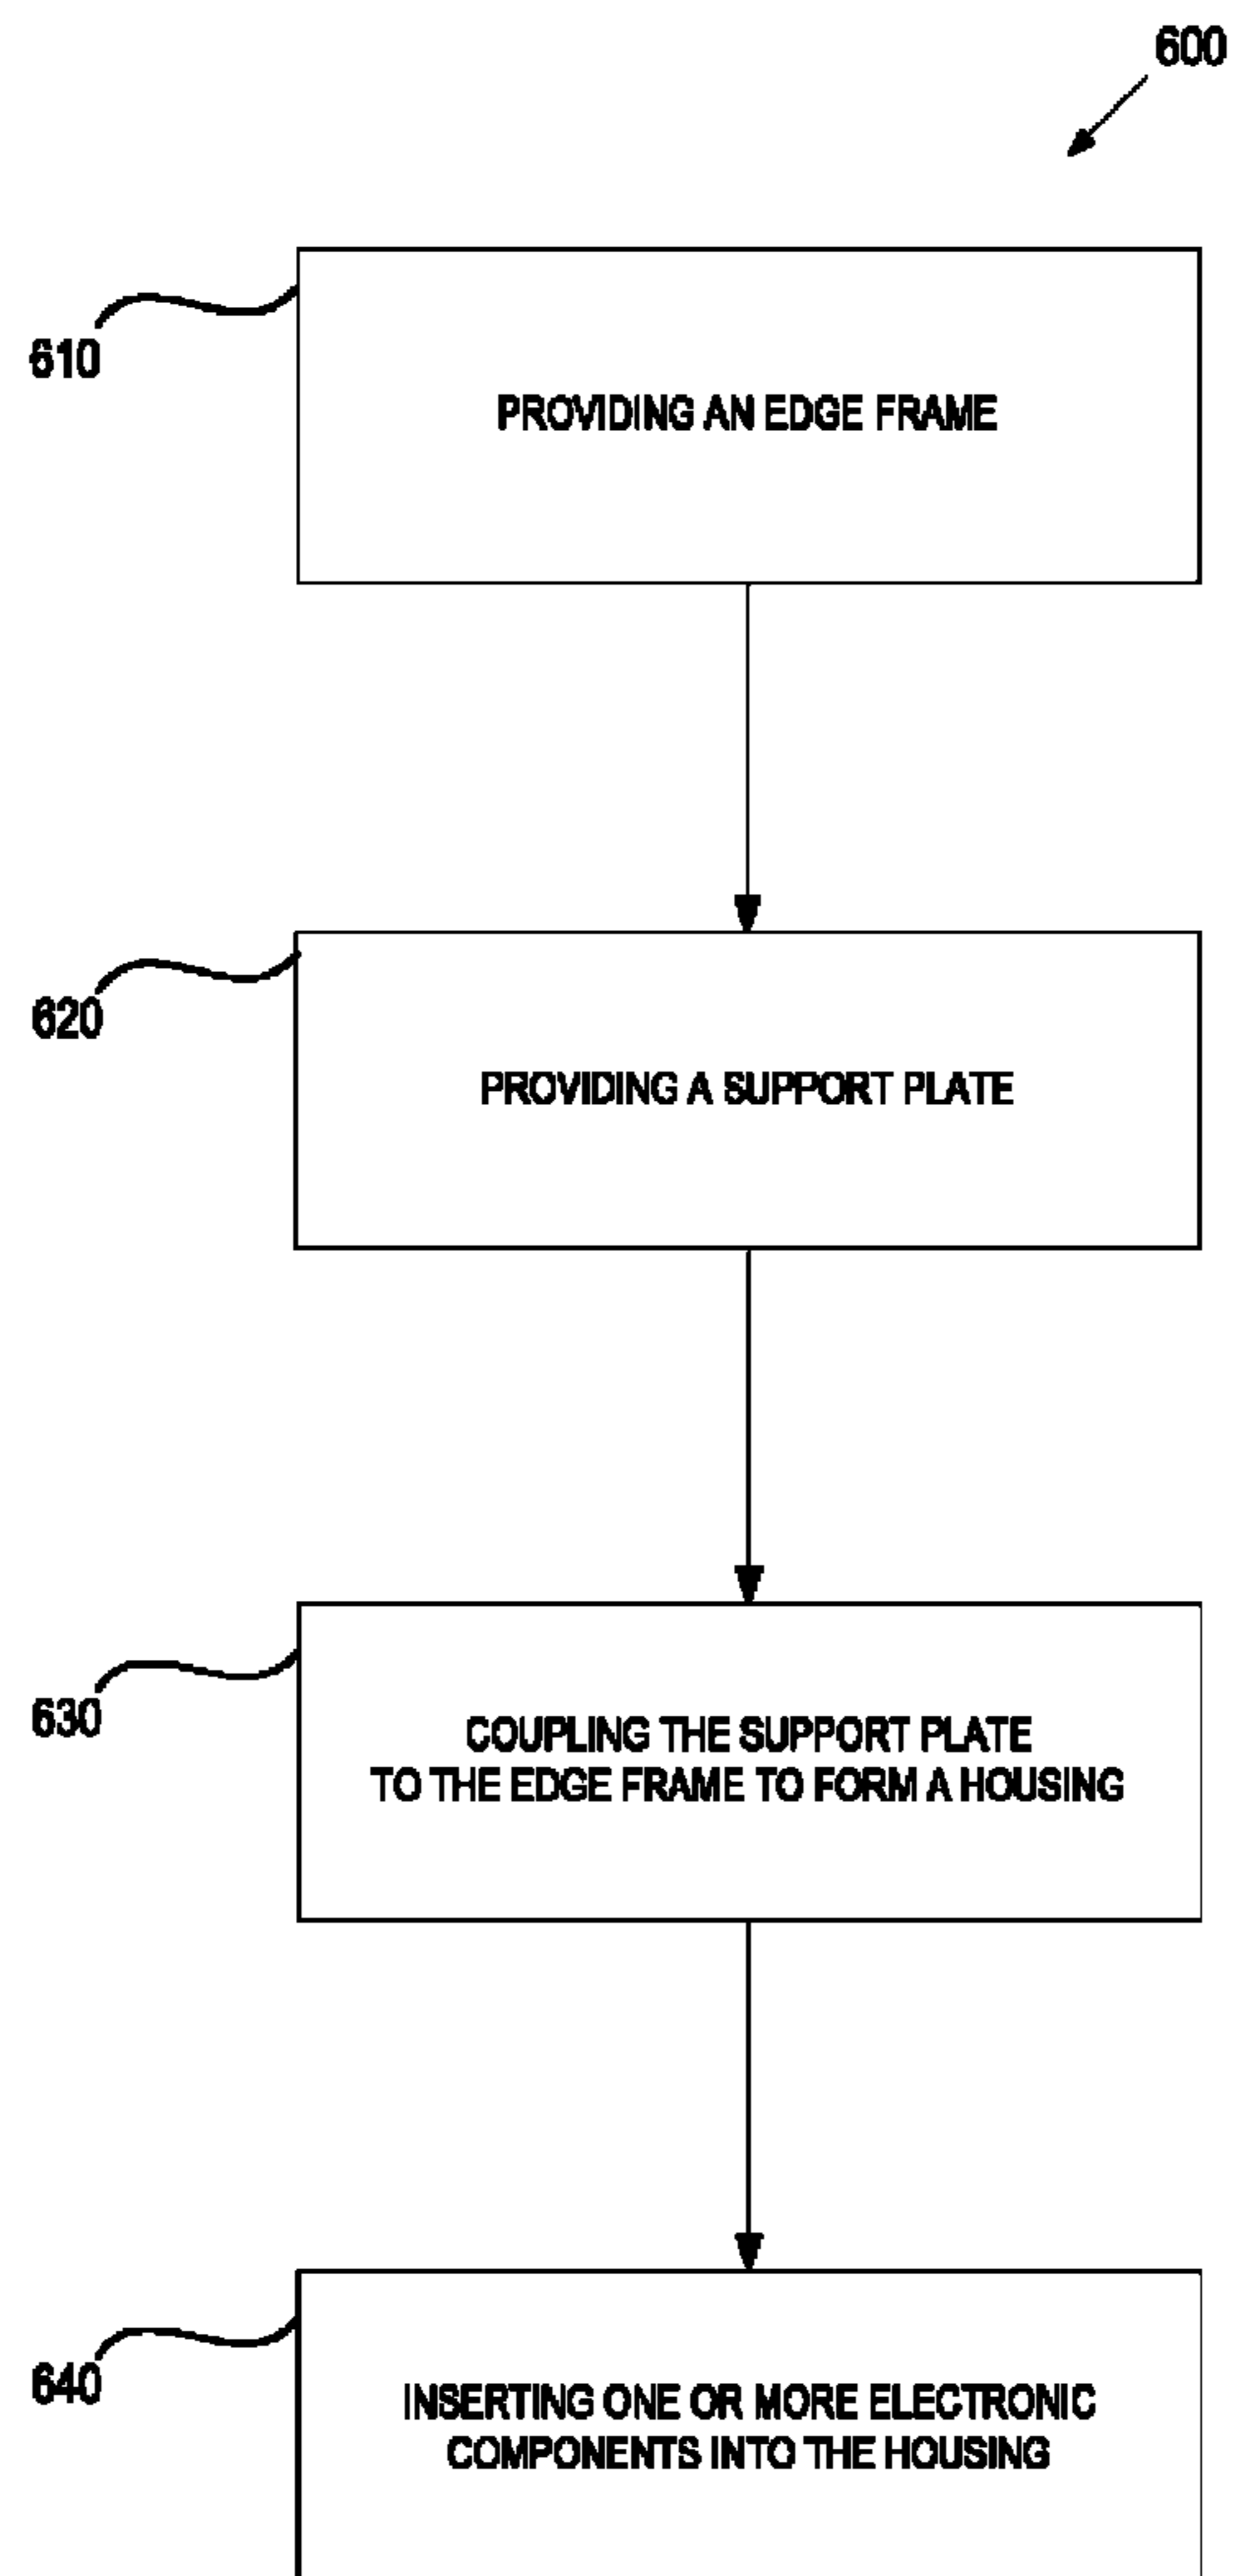 600
610
PROVIDING AN EDGE FRAME
620
PROVIDING A SUPPORT PLATE
630
COUPLING THE SUPPORT PLATE
TO THE EDGE FRAME TO FORM A HOUSING
640
INSERTING ONE OR MORE ELECTRONIC
COMPONENTS INTO THE HOUSING